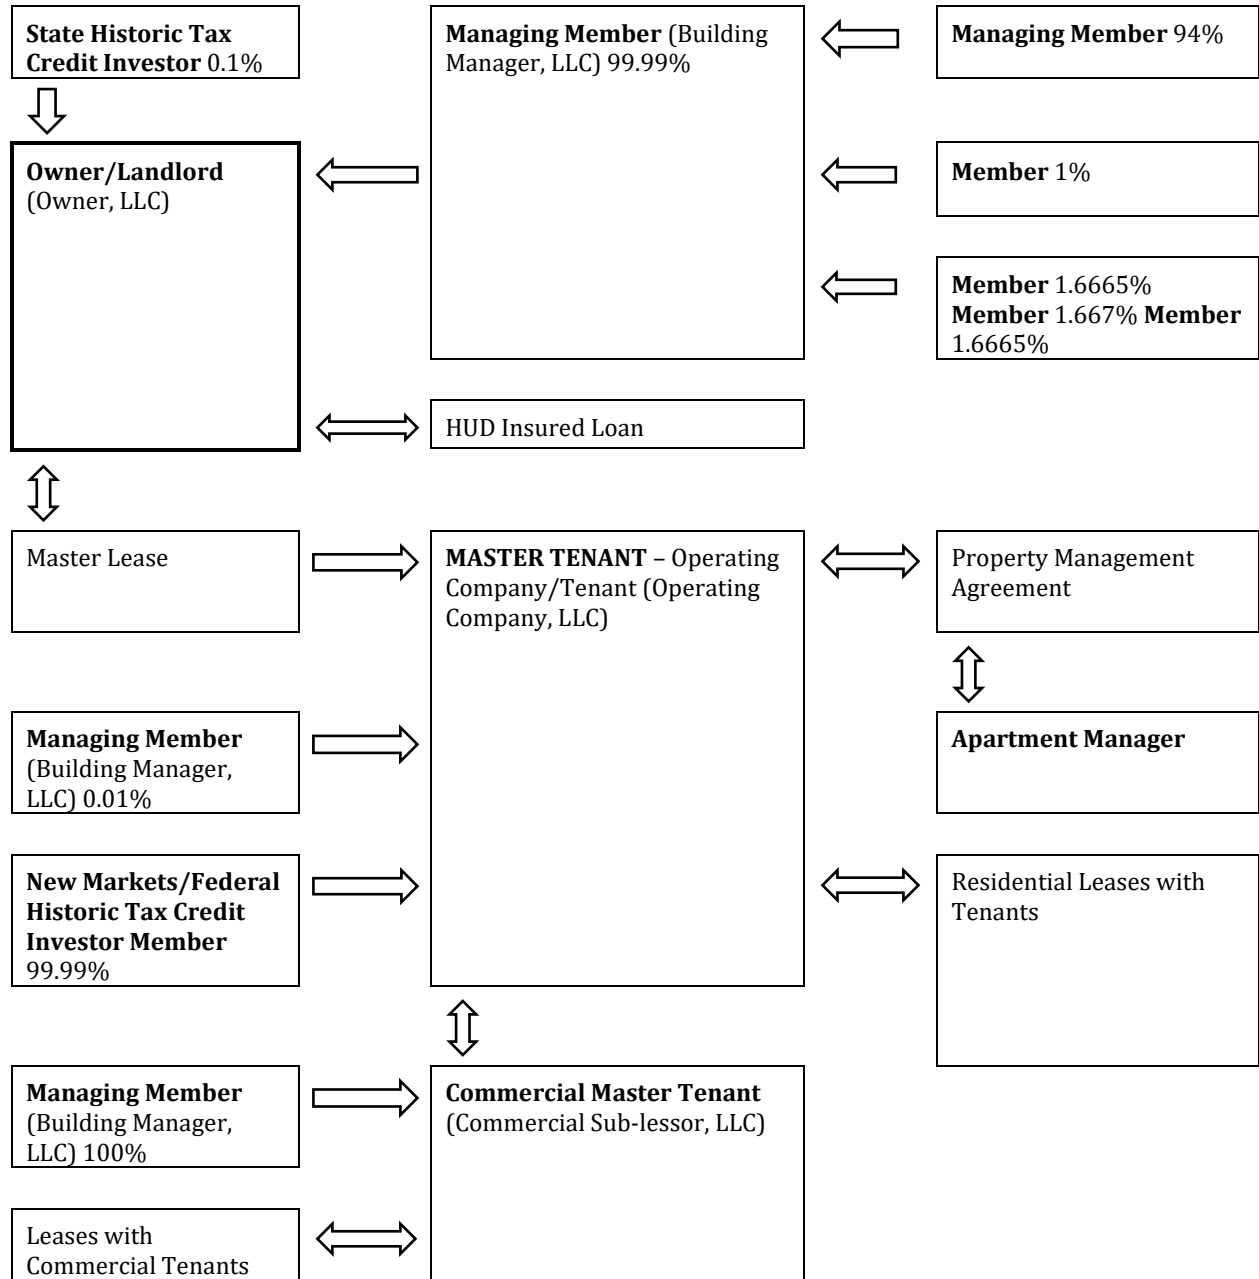 State Historic Tax
Credit Investor 0.1%
Managing Member (Building
Manager, LLC) 99.99%
Managing Member 94%
Owner/Landlord
(Owner, LLC)
Member 1%
Member 1.6665%
Member 1.667% Member
1.6665%
HUD Insured Loan
Master Lease
MASTER TENANT – Operating
Company/Tenant (Operating
Company, LLC)
Property Management
Agreement
Managing Member
(Building Manager,
LLC) 0.01%
Apartment Manager
New Markets/Federal
Historic Tax Credit
Investor Member
99.99%
Residential Leases with
Tenants
Managing Member
(Building Manager,
LLC) 100%
Commercial Master Tenant
(Commercial Sub-lessor, LLC)
Leases with
Commercial Tenants